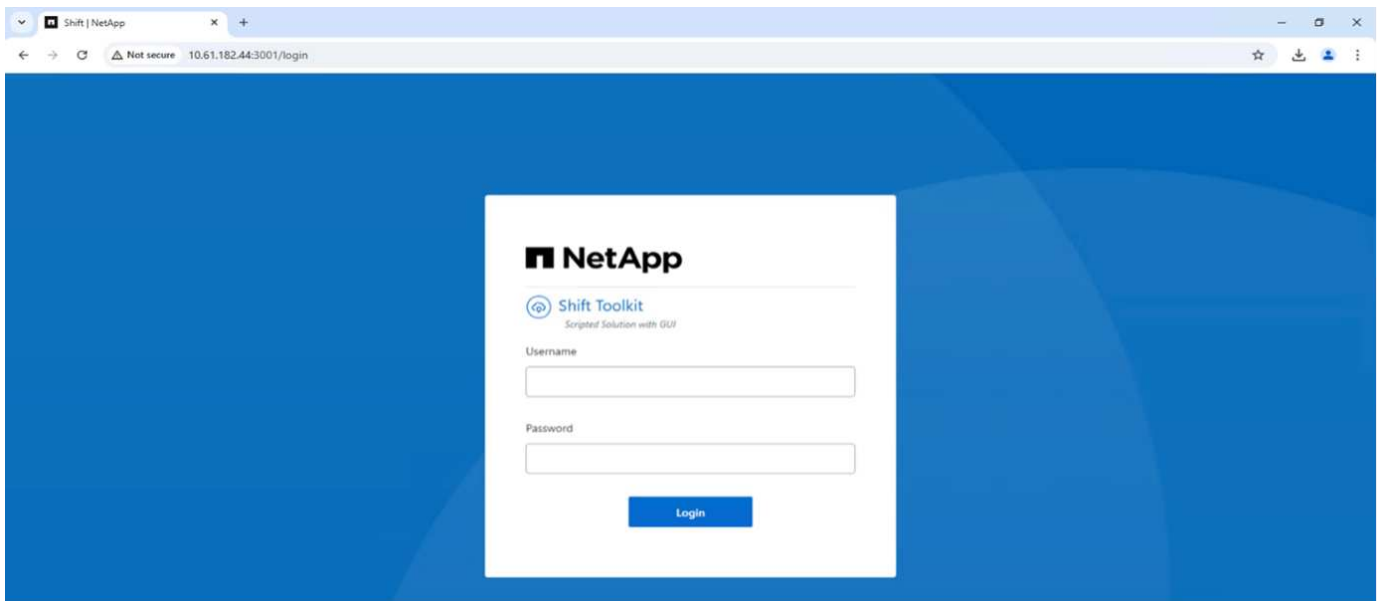 Shift | NetApp
Not secure 10.61.182.44:3001/login
NetApp
Shift Toolkit
Scripted Solution with GUI
Username
Password
Login